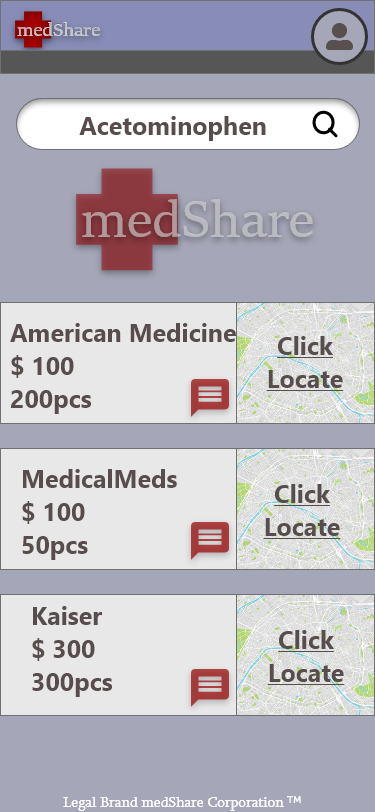 medShare
Acetominophen
medShare
American Medicine
$ 100
200pcs
Click
Locate
MedicalMeds
$ 100
50pcs
Click
Locate
Kaiser
$ 300
300pcs
Click
Locate
Legal Brand medShare Corporation ™